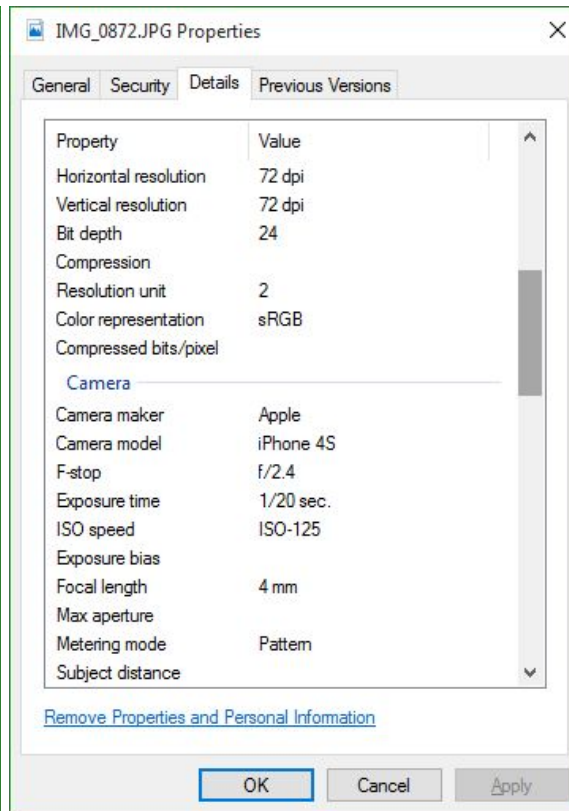 IMG_0872.JPG Properties
General Security Details Previous Versions
Property Value
Horizontal resolution 72 dpi
Vertical resolution 72 dpi
Bit depth 24
Compression
Resolution unit 2
Color representation sRGB
Compressed bits/pixel
Camera
Camera maker Apple
Camera model iPhone 4S
F-stop f/2.4
Exposure time 1/20 sec.
ISO speed ISO-125
Exposure bias
Focal length 4 mm
Max aperture
Metering mode Pattern
Subject distance
Remove Properties and Personal Information
OK Cancel Apply